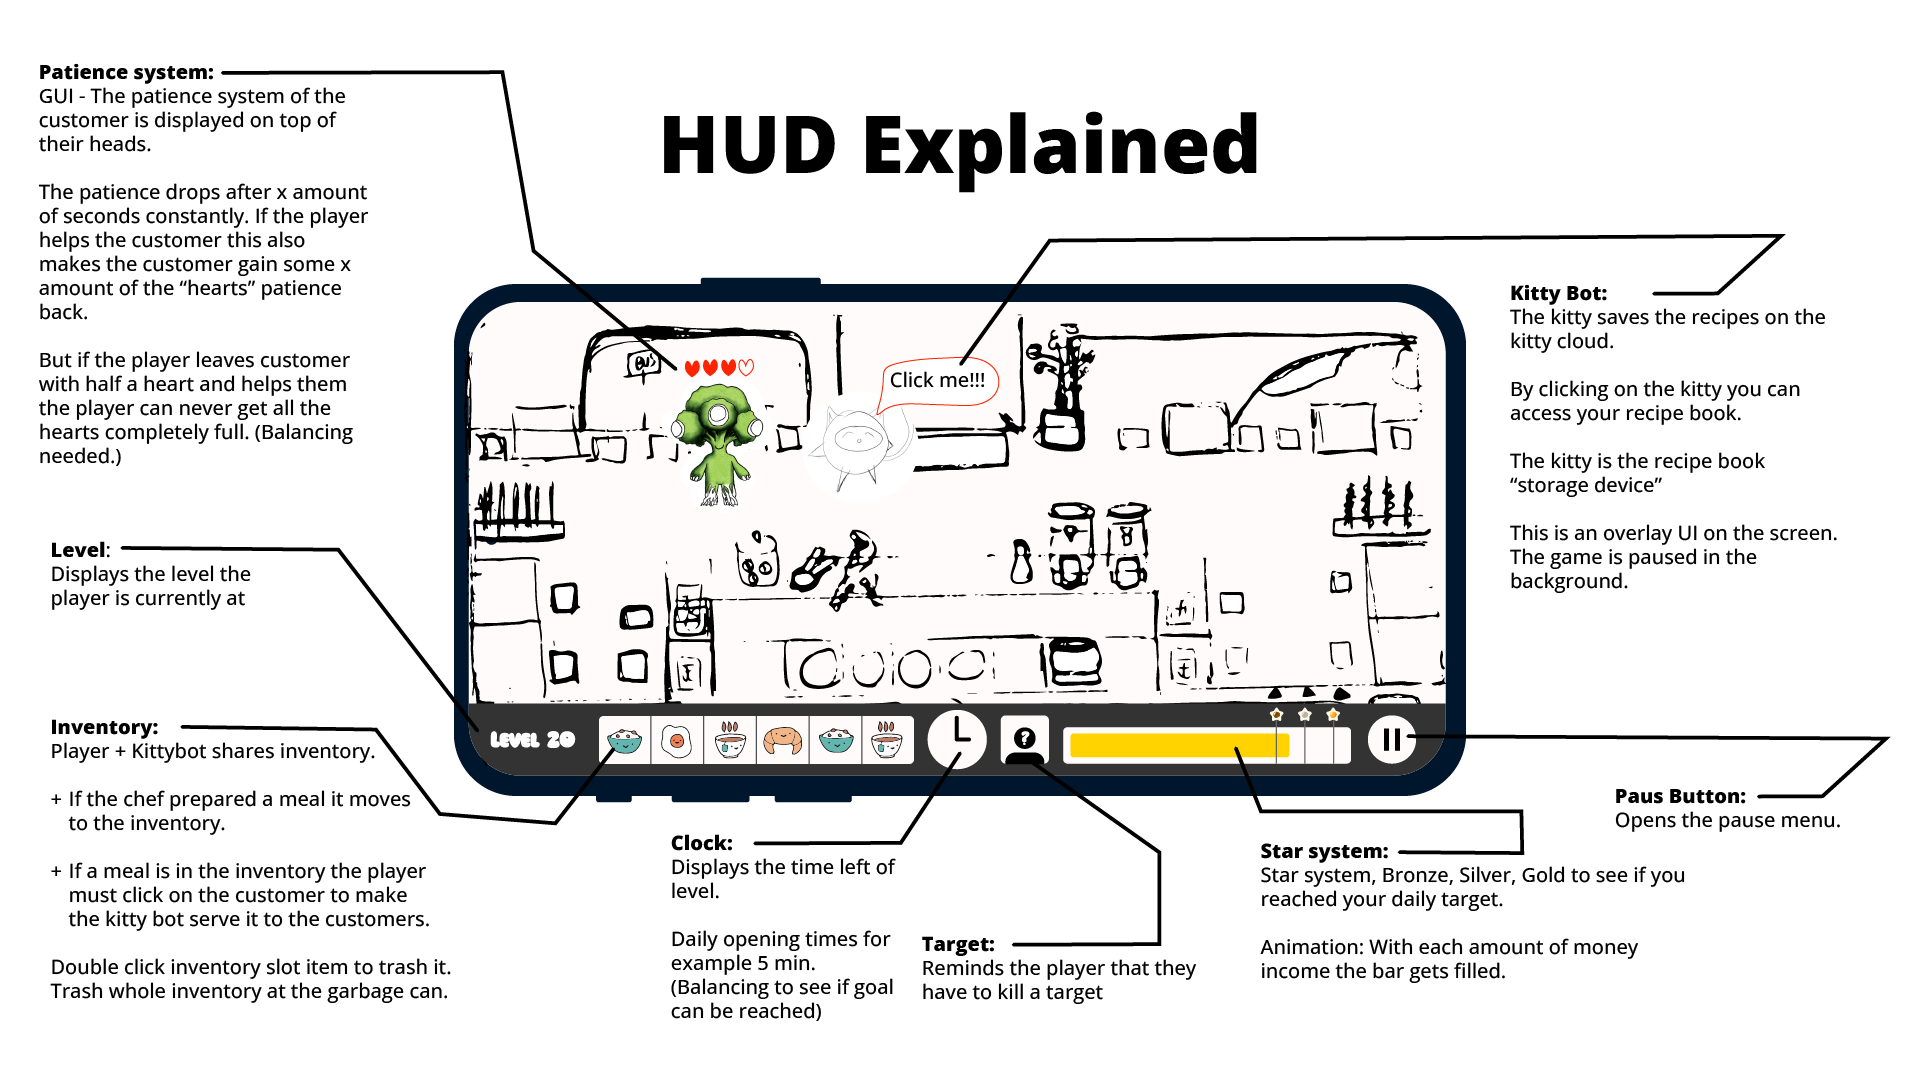 HUD Explained
Patience system:
GUI - The patience system of the
customer is displayed on top of
their heads.
The patience drops after x amount
of seconds constantly. If the player
helps the customer this also
makes the customer gain some x
amount of the “hearts” patience
back.
But if the player leaves customer
with half a heart and helps them
the player can never get all the
hearts completely full. (Balancing
needed.)
Level:
Displays the level the
player is currently at
Inventory:
Player + Kittybot shares inventory.
+ If the chef prepared a meal it moves
to the inventory.
+ If a meal is in the inventory the player
must click on the customer to make
the kitty bot serve it to the customers.
Double click inventory slot item to trash it.
Trash whole inventory at the garbage can.
Click me!!!
LEVEL 20
?
Clock:
Displays the time left of
level.
Daily opening times for
example 5 min.
(Balancing to see if goal
can be reached)
Target:
Reminds the player that they
have to kill a target
Star system:
Star system, Bronze, Silver, Gold to see if you
reached your daily target.
Animation: With each amount of money
income the bar gets filled.
Paus Button:
Opens the pause menu.
Kitty Bot:
The kitty saves the recipes on the
kitty cloud.
By clicking on the kitty you can
access your recipe book.
The kitty is the recipe book
“storage device”
This is an overlay UI on the screen.
The game is paused in the
background.